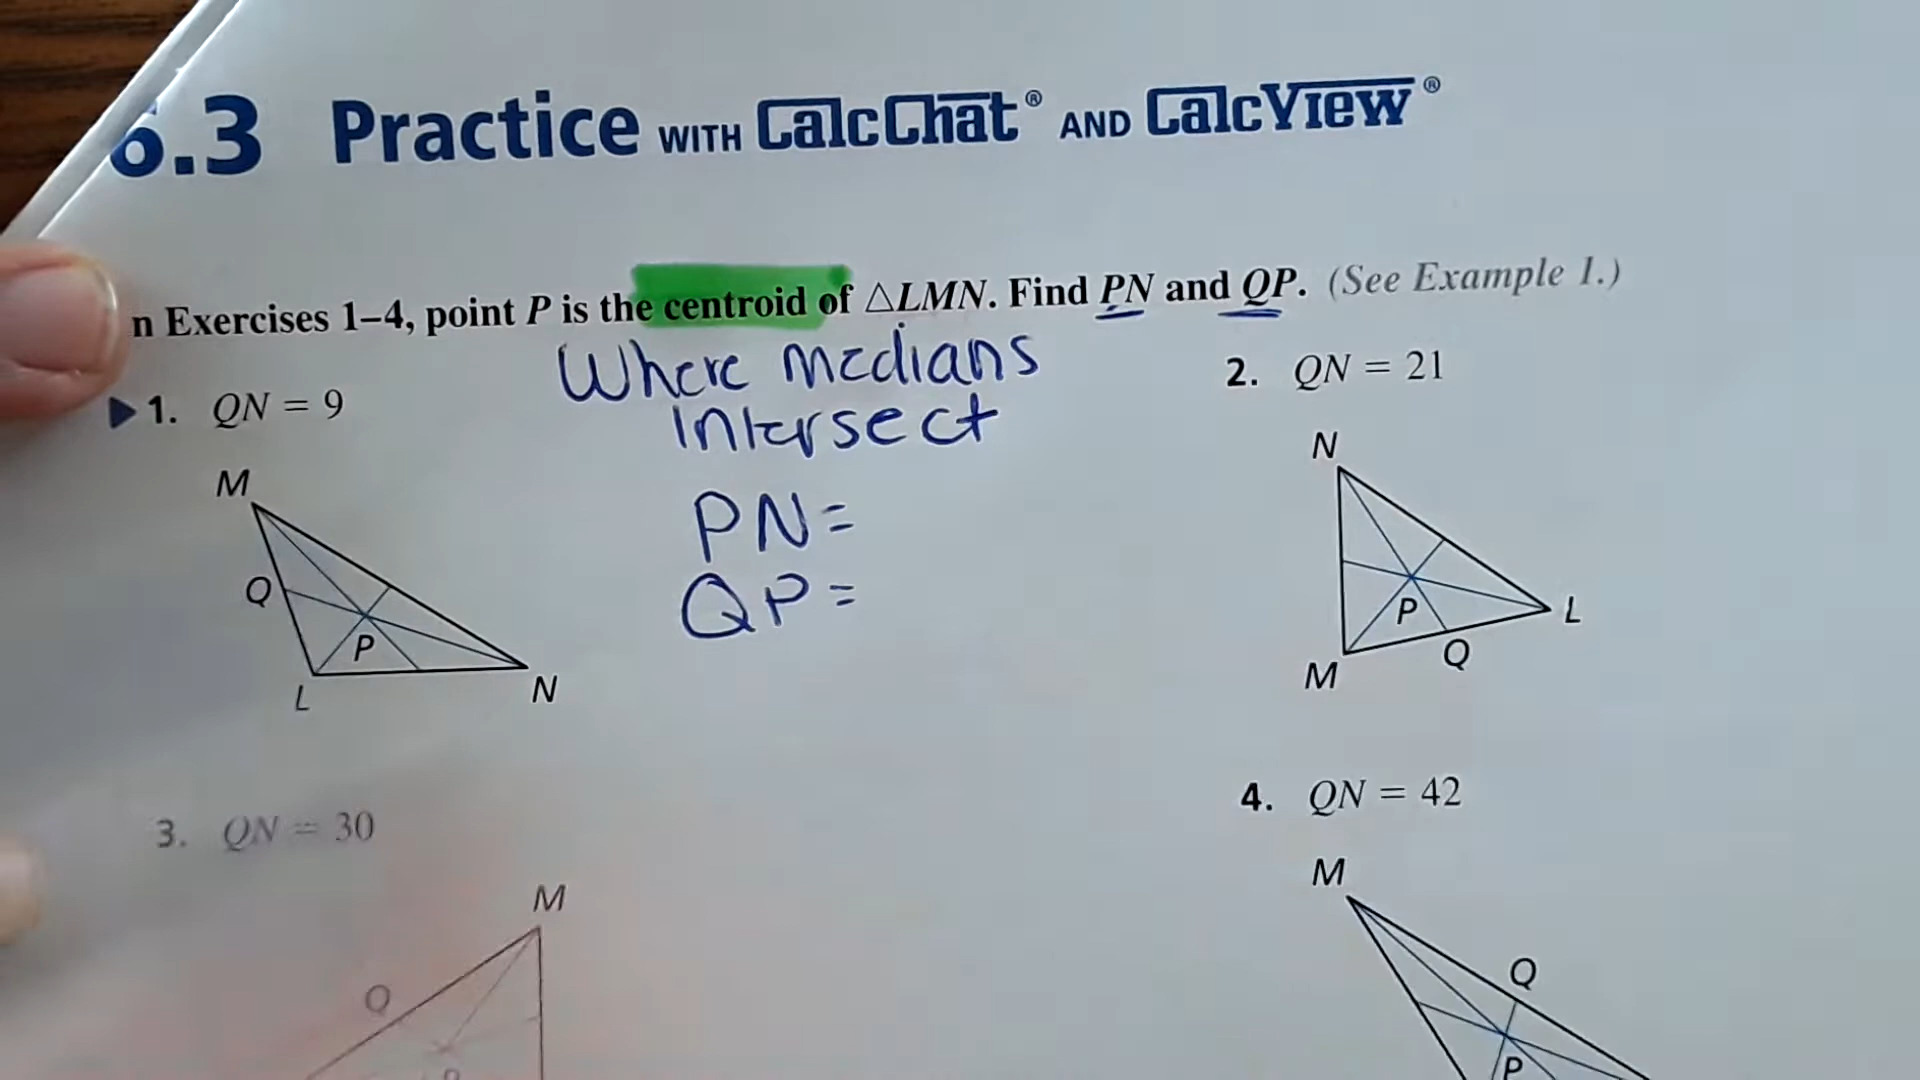 6.3 Practice WITH CalcChat® AND CalcView®
n Exercises 1–4, point P is the centroid of △LMN. Find PN and QP. (See Example 1.)
Where medians
intersect
1. QN = 9
M
Q
P
L
N
PN=
QP=
2. QN = 21
N
P
L
M
Q
3. QN = 30
M
Q
4. QN = 42
M
Q
P